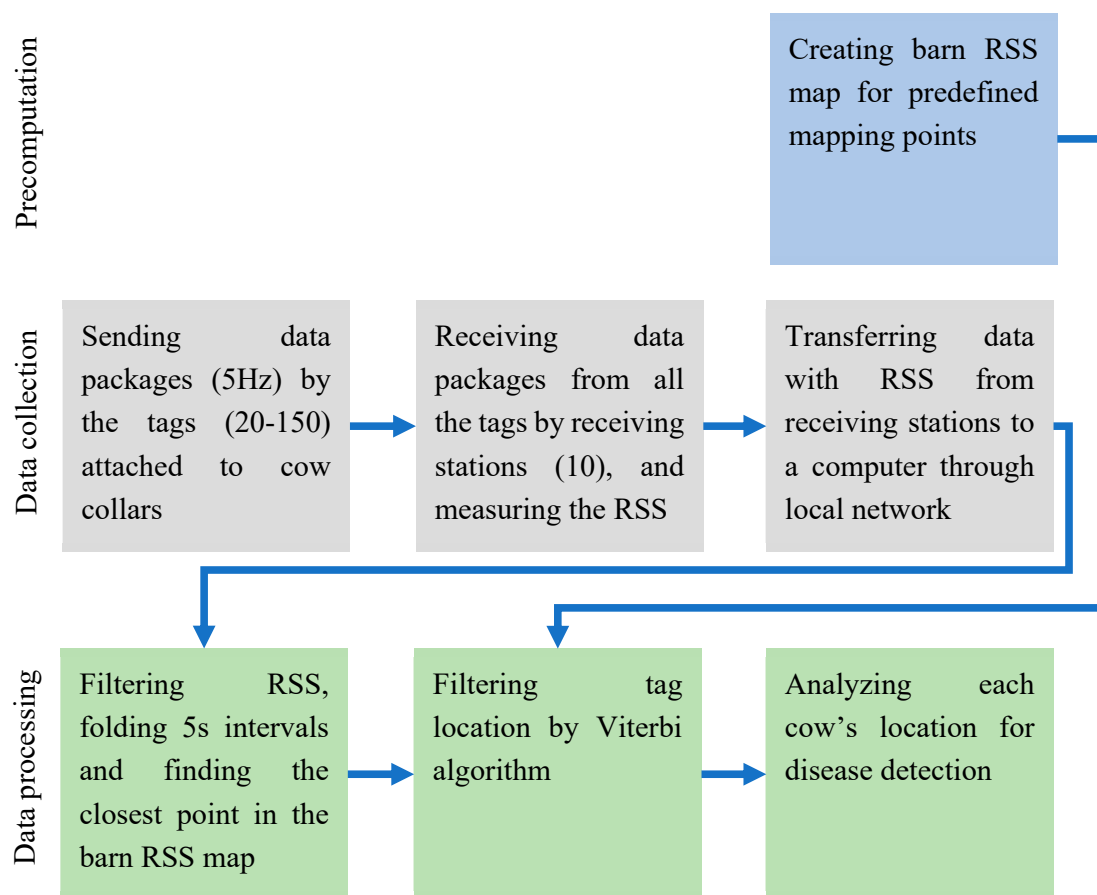 Precomputation
Creating barn RSS
map for predefined
mapping points
Data collection
Sending data
packages (5Hz) by
the tags (20-150)
attached to cow
collars
Receiving data
packages from all
the tags by receiving
stations (10), and
measuring the RSS
Transferring data
with RSS from
receiving stations to
a computer through
local network
Data processing
Filtering RSS,
folding 5s intervals
and finding the
closest point in the
barn RSS map
Filtering tag
location by Viterbi
algorithm
Analyzing each
cow's location for
disease detection